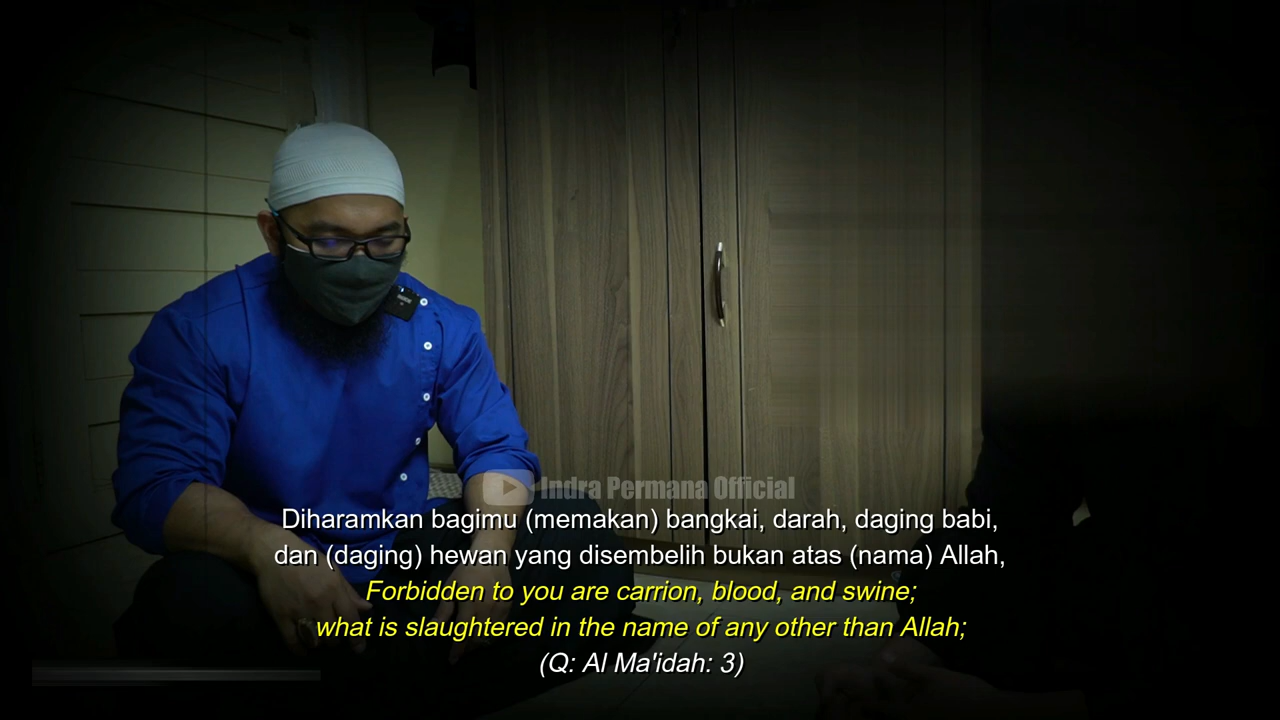 Indra Permana Official
Diharamkan bagimu (memakan) bangkai, darah, daging babi,
dan (daging) hewan yang disembelih bukan atas (nama) Allah,
Forbidden to you are carrion, blood, and swine;
what is slaughtered in the name of any other than Allah;
(Q: Al Ma'idah: 3)